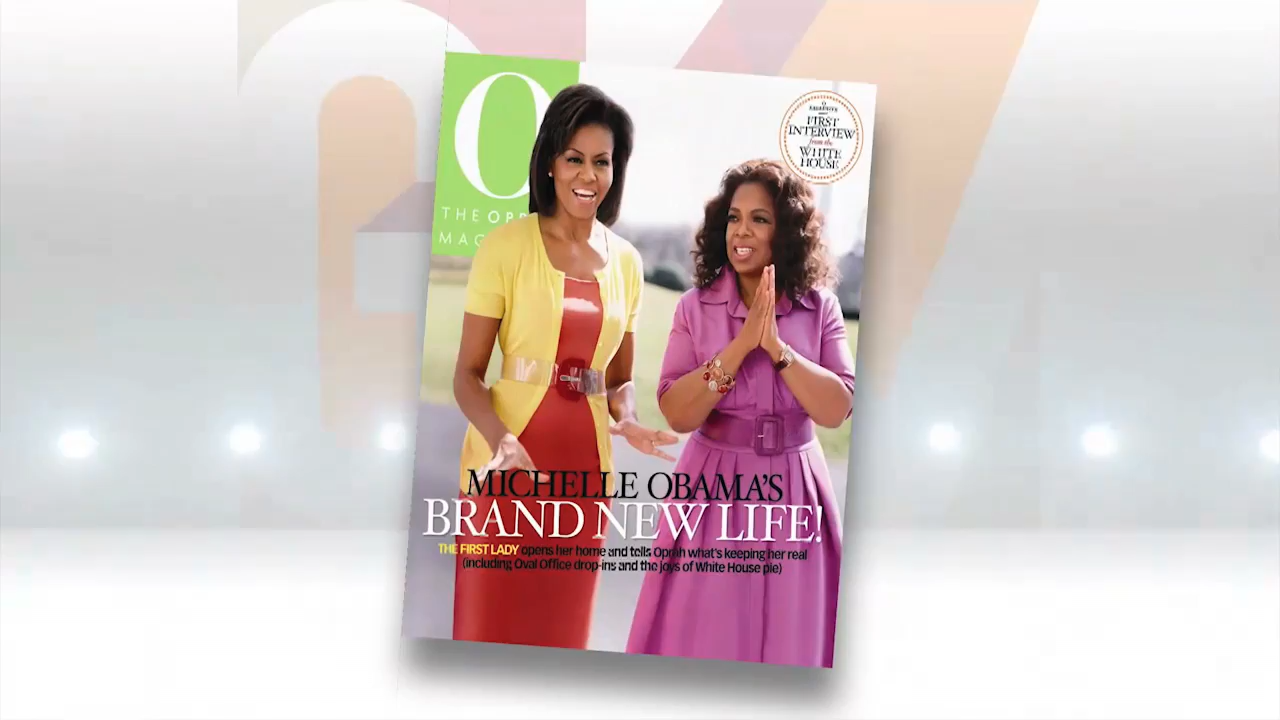 O
THE OPR
MAG
FIRST
INTERVIEW
from the
WHITE
HOUSE
MICHELLE OBAMA'S
BRAND NEW LIFE!
THE FIRST LADY opens her home and tells Oprah what's keeping her real
(including Oval Office drop-ins and the joys of White House pie)